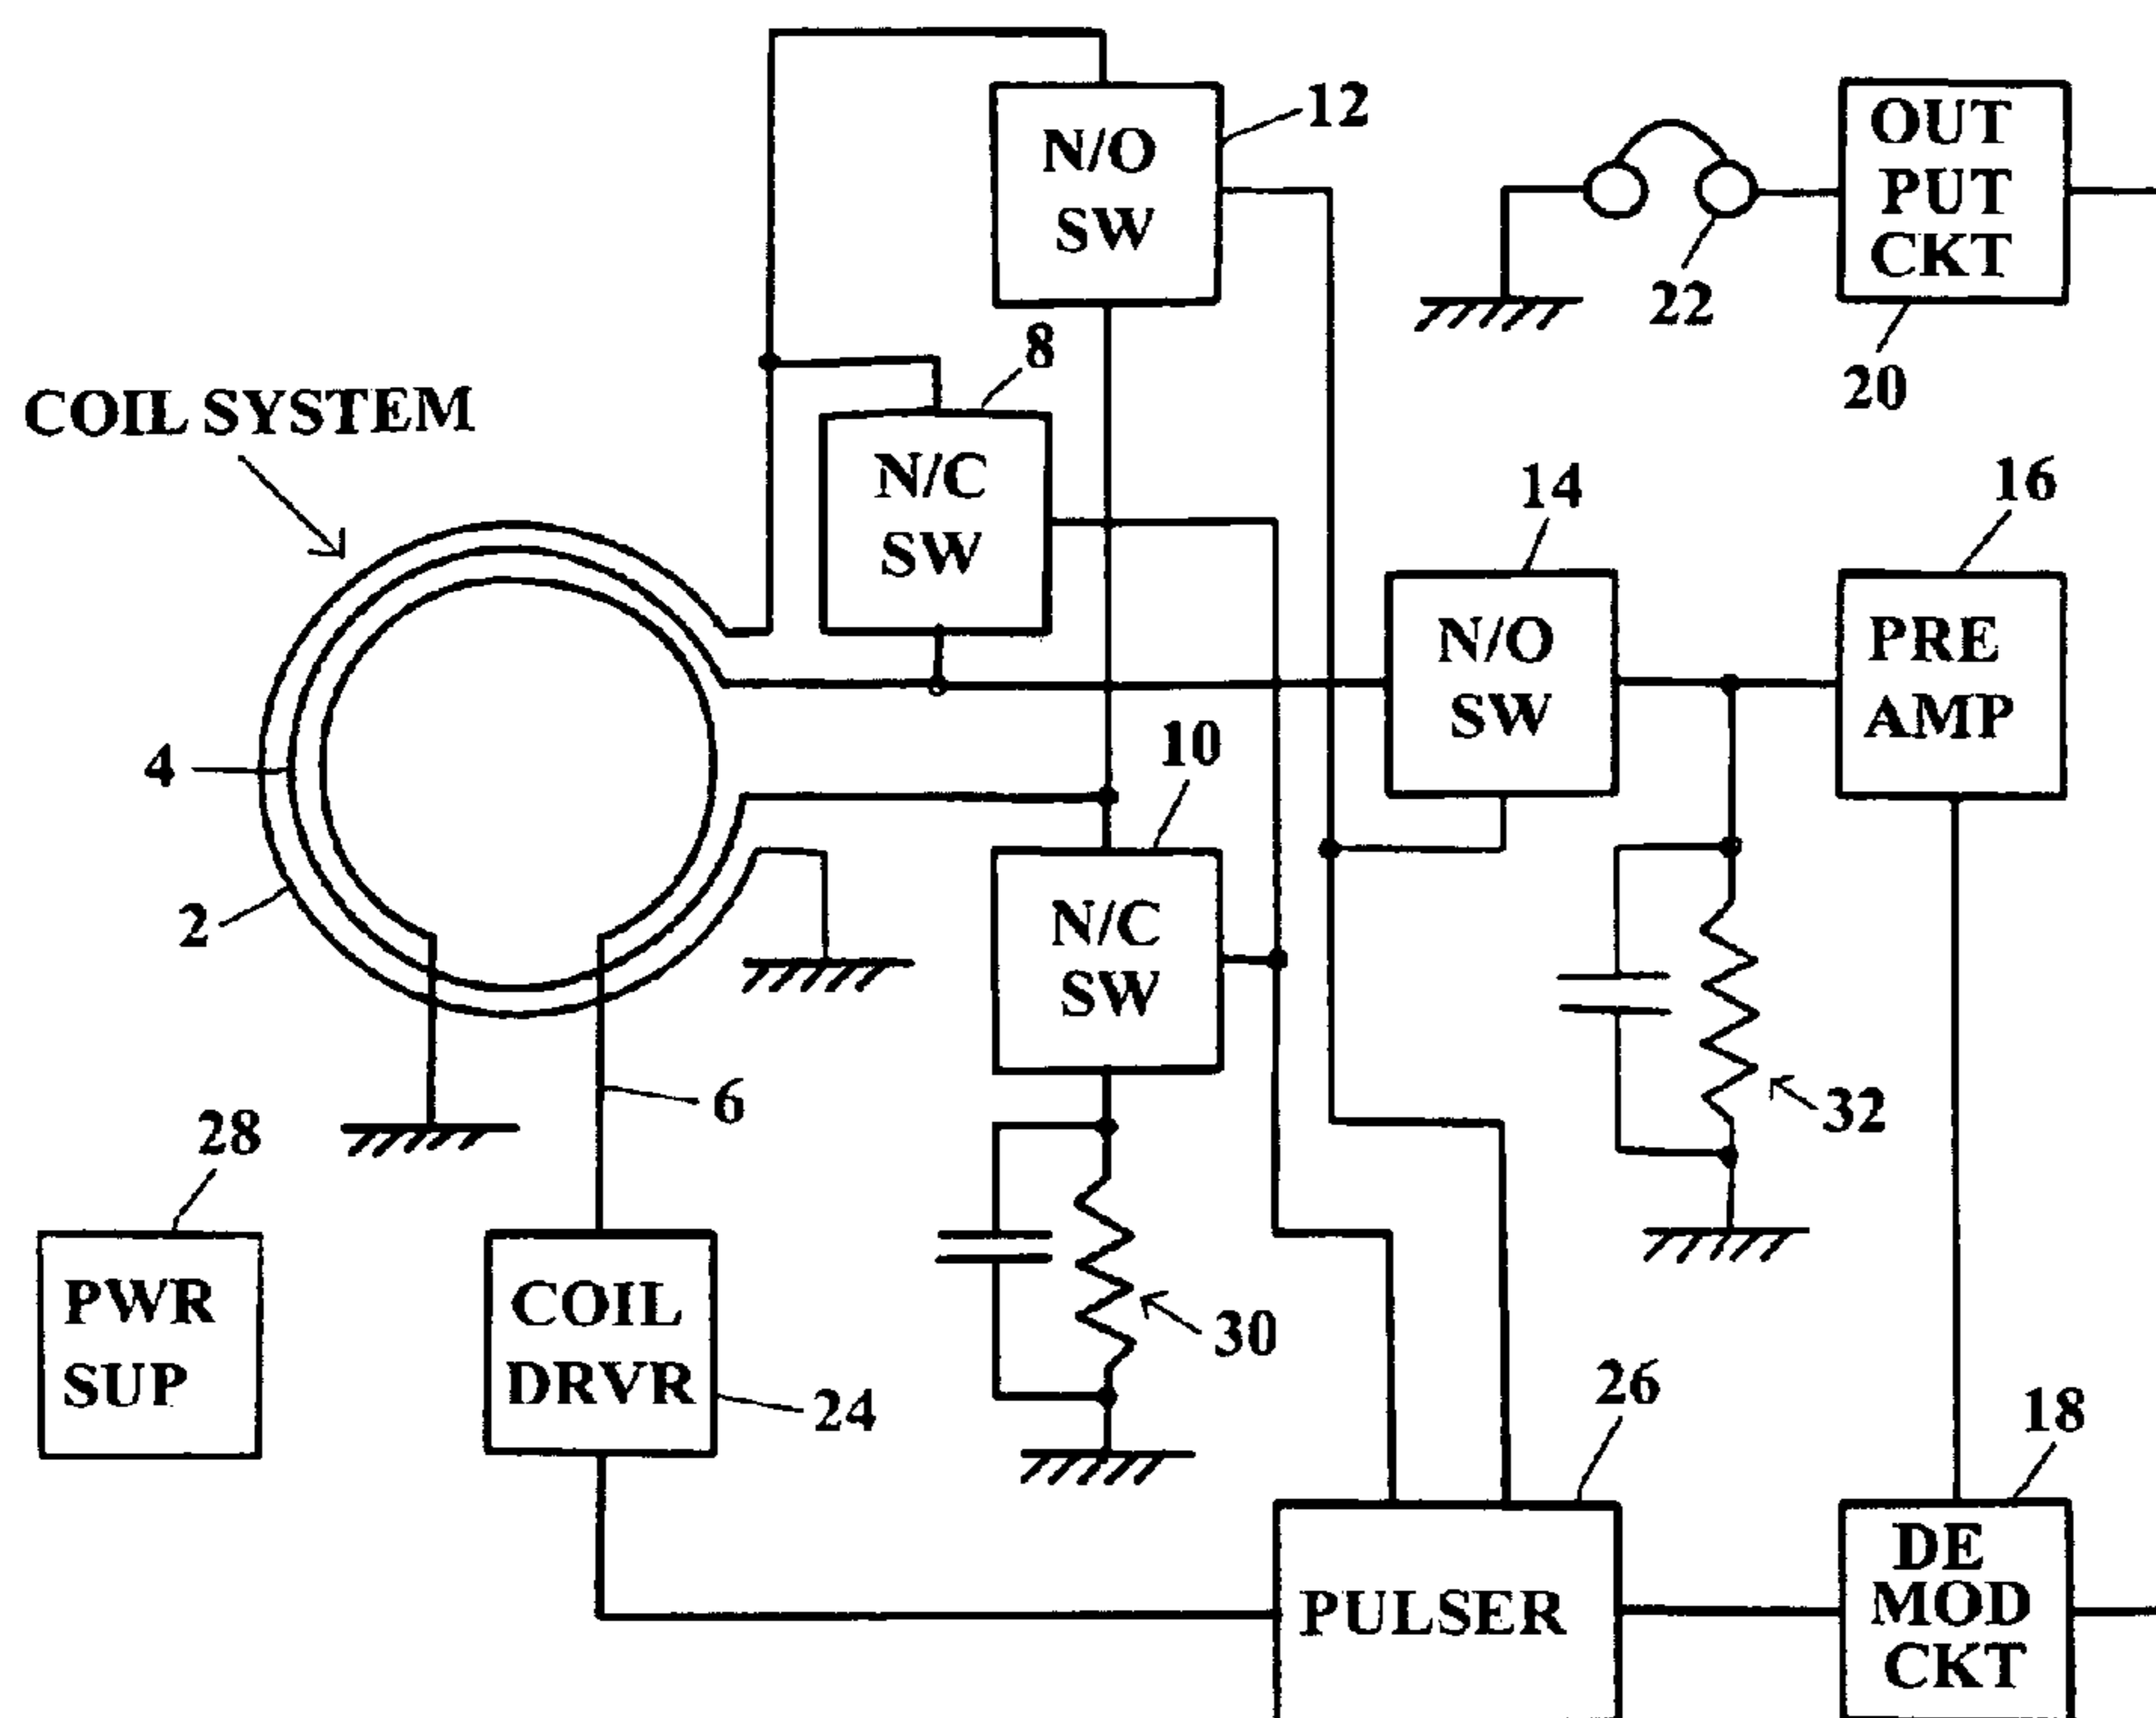 12
N/O
SW
OUT
PUT
CKT
22
20
8
COIL SYSTEM
N/C
SW
14
16
N/O
SW
PRE
AMP
10
4
2
N/C
SW
6
32
28
PWR
SUP
COIL
DRVR
30
24
26
18
PULSER
DE
MOD
CKT